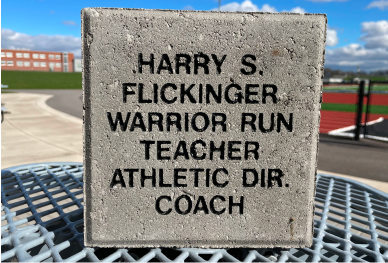 HARRY S.
FLICKINGER
WARRIOR RUN
TEACHER
ATHLETIC DIR.
COACH